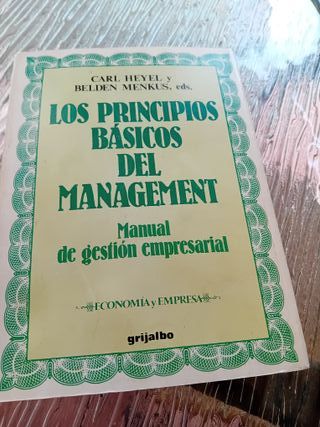 CARL HEYEL y
BELDEN MENKUS, eds.
LOS PRINCIPIOS
BÁSICOS
DEL
MANAGEMENT
Manual
de gestión empresarial
ECONOMÍA y EMPRESA
grijalbo